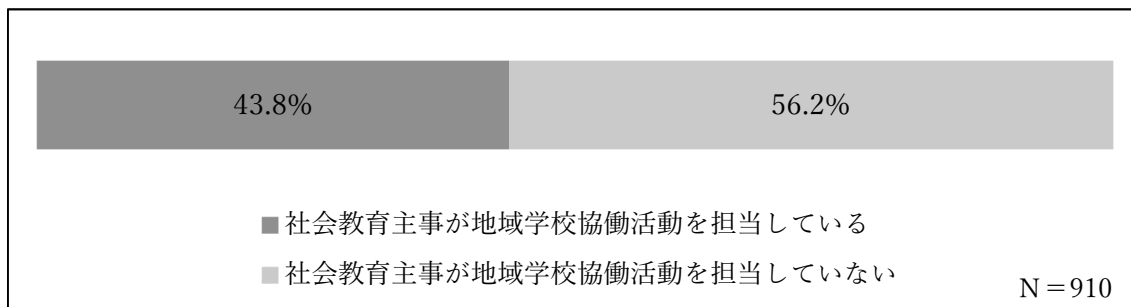 43.8%
56.2%
社会教育主事が地域学校協働活動を担当している
社会教育主事が地域学校協働活動を担当していない
N＝910